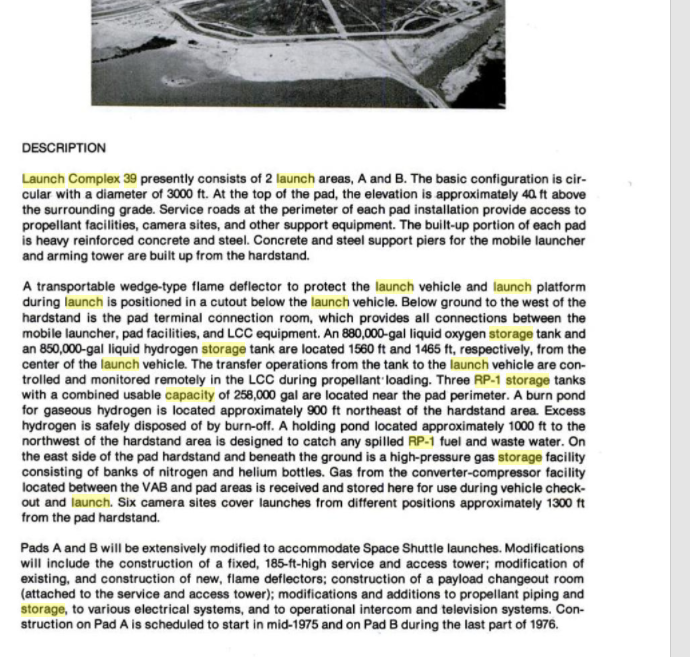 DESCRIPTION
Launch Complex 39 presently consists of 2 launch areas, A and B. The basic configuration is cir-
cular with a diameter of 3000 ft. At the top of the pad, the elevation is approximately 40 ft above
the surrounding grade. Service roads at the perimeter of each pad installation provide access to
propellant facilities, camera sites, and other support equipment. The built-up portion of each pad
is heavy reinforced concrete and steel. Concrete and steel support piers for the mobile launcher
and arming tower are built up from the hardstand.
A transportable wedge-type flame deflector to protect the launch vehicle and launch platform
during launch is positioned in a cutout below the launch vehicle. Below ground to the west of the
hardstand is the pad terminal connection room, which provides all connections between the
mobile launcher, pad facilities, and LCC equipment. An 880,000-gal liquid oxygen storage tank and
an 850,000-gal liquid hydrogen storage tank are located 1560 ft and 1465 ft, respectively, from the
center of the launch vehicle. The transfer operations from the tank to the launch vehicle are con-
trolled and monitored remotely in the LCC during propellant loading. Three RP-1 storage tanks
with a combined usable capacity of 258,000 gal are located near the pad perimeter. A burn pond
for gaseous hydrogen is located approximately 900 ft northeast of the hardstand area. Excess
hydrogen is safely disposed of by burn-off. A holding pond located approximately 1000 ft to the
northwest of the hardstand area is designed to catch any spilled RP-1 fuel and waste water. On
the east side of the pad hardstand and beneath the ground is a high-pressure gas storage facility
consisting of banks of nitrogen and helium bottles. Gas from the converter-compressor facility
located between the VAB and pad areas is received and stored here for use during vehicle check-
out and launch. Six camera sites cover launches from different positions approximately 1300 ft
from the pad hardstand.
Pads A and B will be extensively modified to accommodate Space Shuttle launches. Modifications
will include the construction of a fixed, 185-ft-high service and access tower; modification of
existing, and construction of new, flame deflectors; construction of a payload changeout room
(attached to the service and access tower); modifications and additions to propellant piping and
storage, to various electrical systems, and to operational intercom and television systems. Con-
struction on Pad A is scheduled to start in mid-1975 and on Pad B during the last part of 1976.